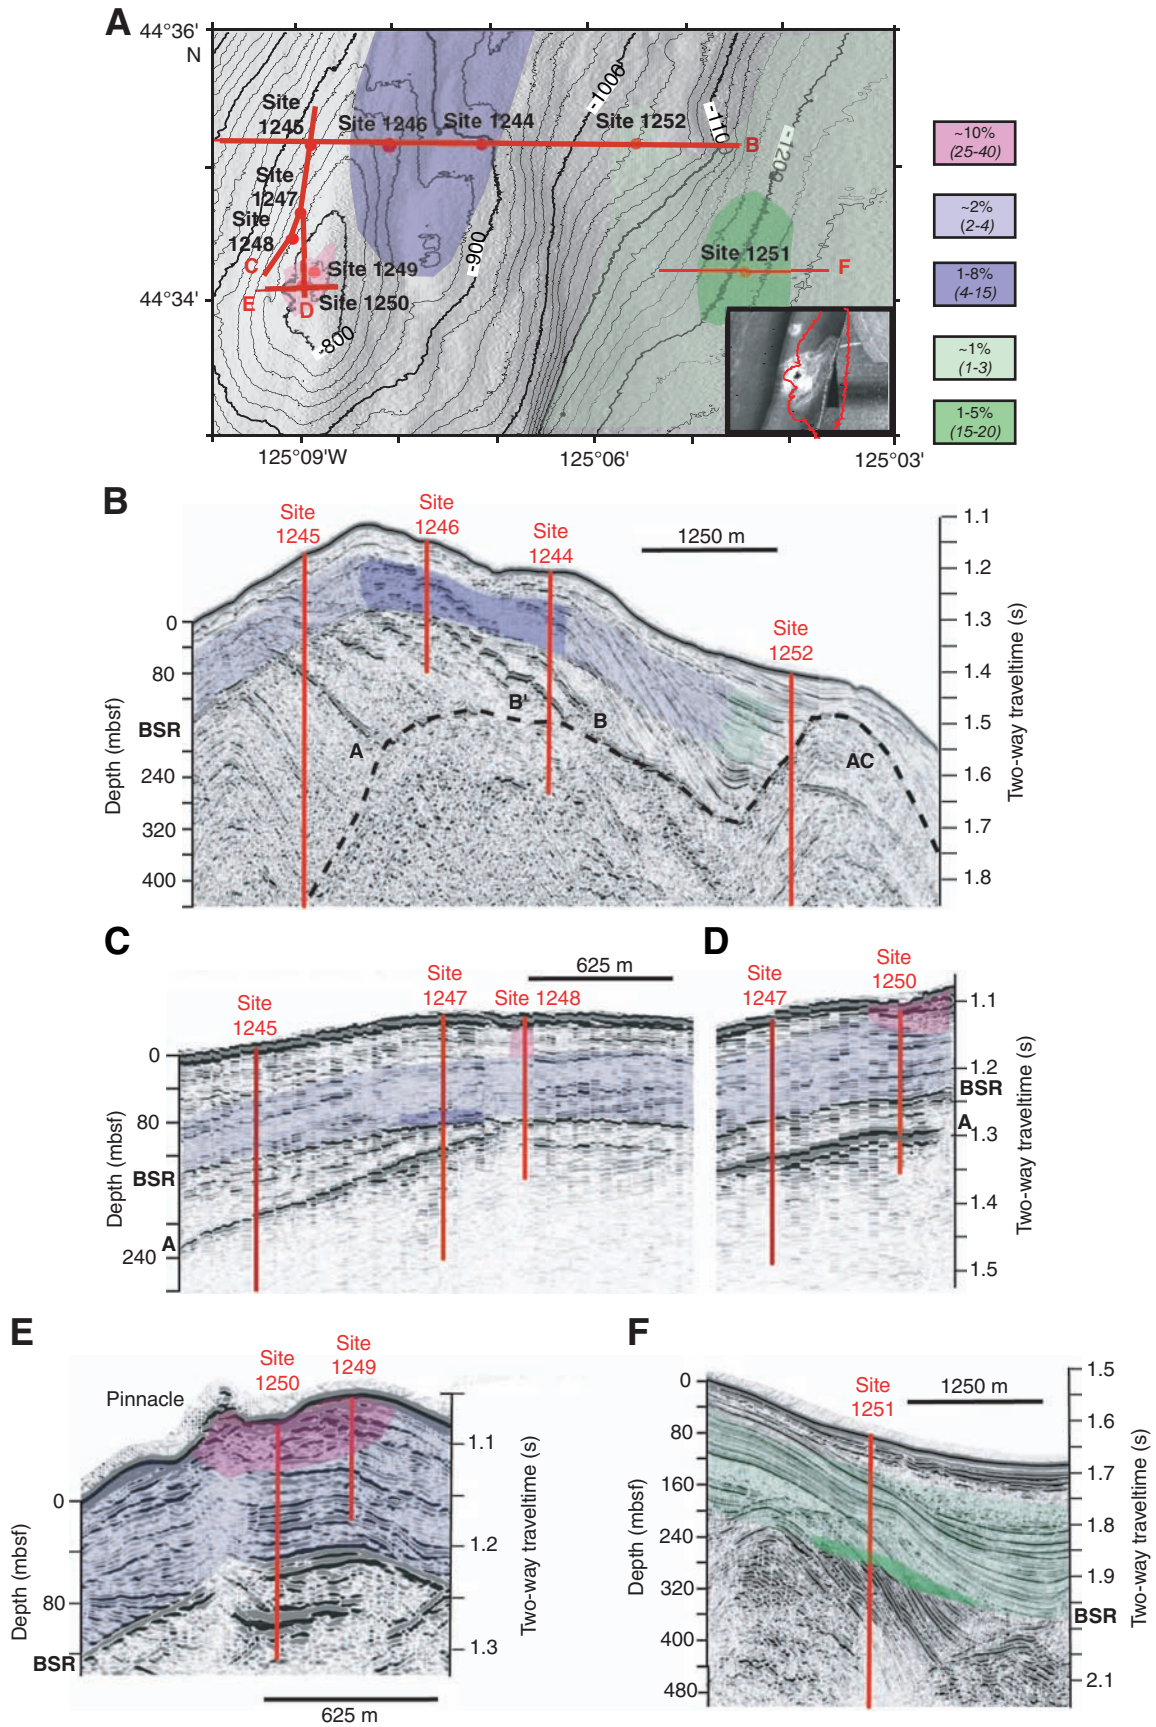 A
44°36'
N
44°34'
125°09'W
125°06'
125°03'
Site
1245
Site 1246
Site 1244
Site 1252
B
-1000
-110
-1200
Site
1247
Site
1248
C
E
D
Site 1249
Site 1250
-800
-900
Site 1251
F
~10%
(25-40)
~2%
(2-4)
1-8%
(4-15)
~1%
(1-3)
1-5%
(15-20)
B
Site
1245
Site
1246
Site
1244
Site
1252
1250 m
0
80
BSR
240
320
400
Depth (mbsf)
A
B'
B
AC
1.1
1.2
1.3
1.4
1.5
1.6
1.7
1.8
Two-way traveltime (s)
C
Site
1245
Site
1247
Site 1248
625 m
0
80
BSR
A
240
Depth (mbsf)
D
Site
1247
Site
1250
1.1
1.2
BSR
A
1.3
1.4
1.5
Two-way traveltime (s)
E
Pinnacle
Site
1250
Site
1249
0
80
BSR
Depth (mbsf)
1.1
1.2
1.3
Two-way traveltime (s)
625 m
F
Site
1251
1250 m
0
80
160
240
320
400
480
Depth (mbsf)
1.5
1.6
1.7
1.8
1.9
BSR
2.1
Two-way traveltime (s)